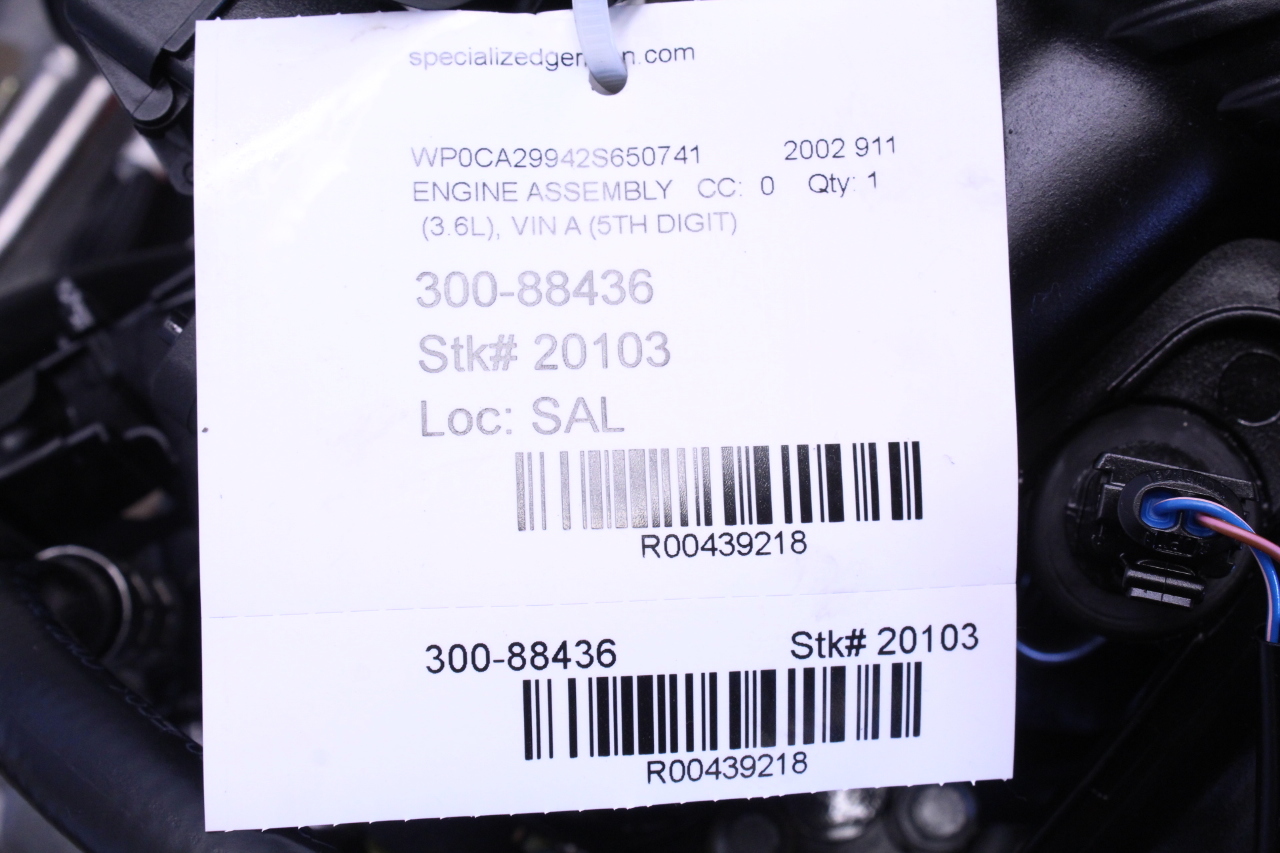 specializedger n.com
WP0CA29942S650741 2002 911
ENGINE ASSEMBLY CC: 0 Qty: 1
(3.6L), VIN A (5TH DIGIT)
300-88436
Stk# 20103
Loc: SAL
R00439218
300-88436 Stk# 20103
R00439218